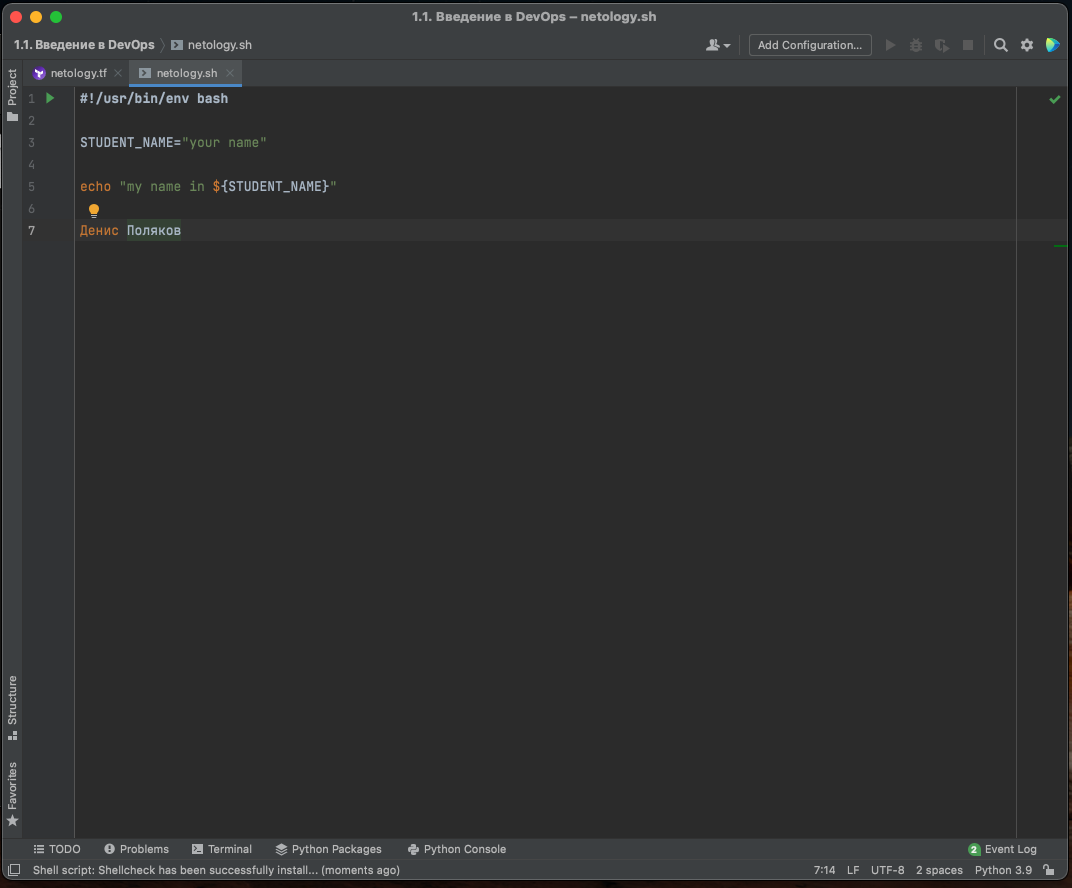 1.1. Введение в DevOps – netology.sh
1.1. Введение в DevOps netology.sh
Add Configuration...
netology.tf netology.sh
Project
1 #!/usr/bin/env bash
2
3 STUDENT_NAME="your name"
4
5 echo "my name in ${STUDENT_NAME}"
6
7 Денис Поляков
Structure
Favorites
TODO Problems Terminal Python Packages Python Console 2 Event Log
Shell script: Shellcheck has been successfully install... (moments ago) 7:14 LF UTF-8 2 spaces Python 3.9